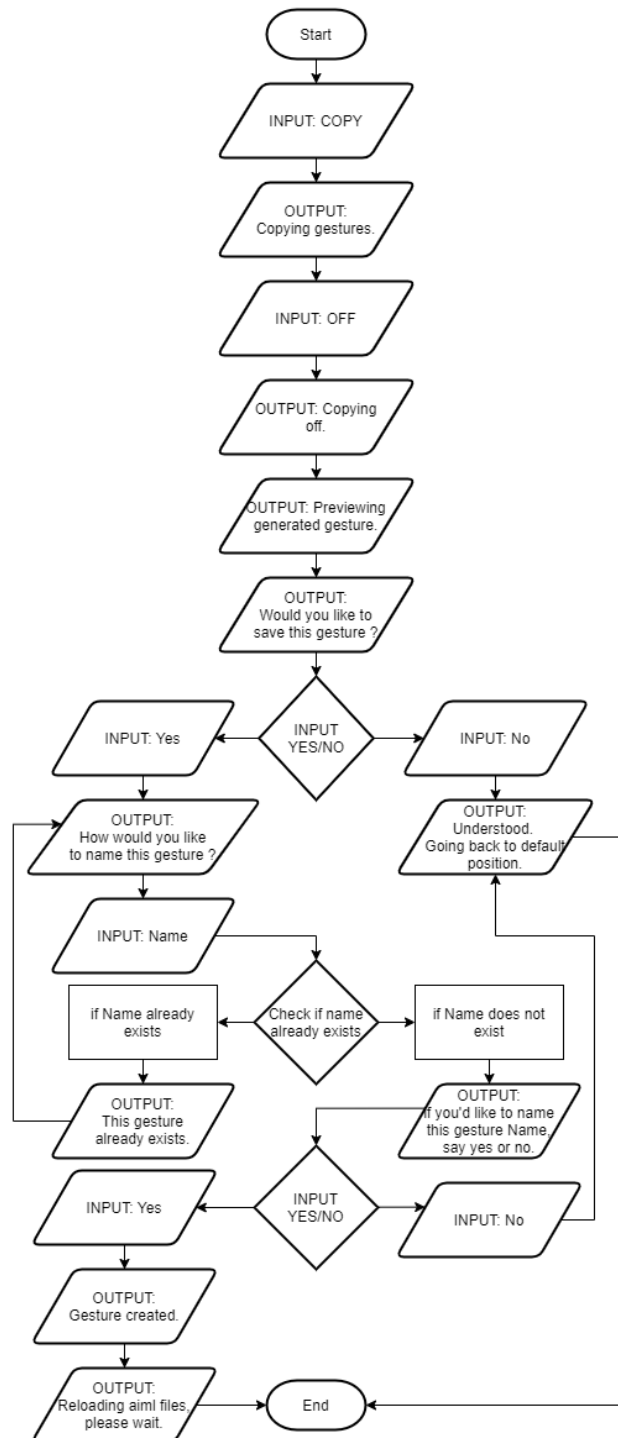 Start
INPUT: COPY
OUTPUT:
Copying gestures.
INPUT: OFF
OUTPUT: Copying
off.
OUTPUT: Previewing
generated gesture.
OUTPUT:
Would you like to
save this gesture ?
INPUT
YES/NO
INPUT: Yes
INPUT: No
OUTPUT:
How would you like
to name this gesture ?
OUTPUT:
Understood.
Going back to default
position.
INPUT: Name
Check if name
already exists
if Name already
exists
if Name does not
exist
OUTPUT:
This gesture
already exists.
OUTPUT:
If you'd like to name
this gesture Name,
say yes or no.
INPUT
YES/NO
INPUT: Yes
INPUT: No
OUTPUT:
Gesture created.
OUTPUT:
Reloading aiml files,
please wait.
End